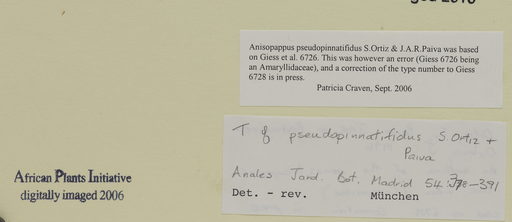 Anisopappus pseudopinnatifidus S.Ortiz & J.A.R.Paiva was based
on Giess et al. 6726. This was however an error (Giess 6726 being
an Amaryllidaceae), and a correction of the type number to Giess
6728 is in press.
Patricia Craven, Sept. 2006
T of pseudopinnatifidus S. Ortiz +
Paiva
Anales Jard. Bot. Madrid 54: -391
Det. - rev. München
African Plants Initiative
digitally imaged 2006